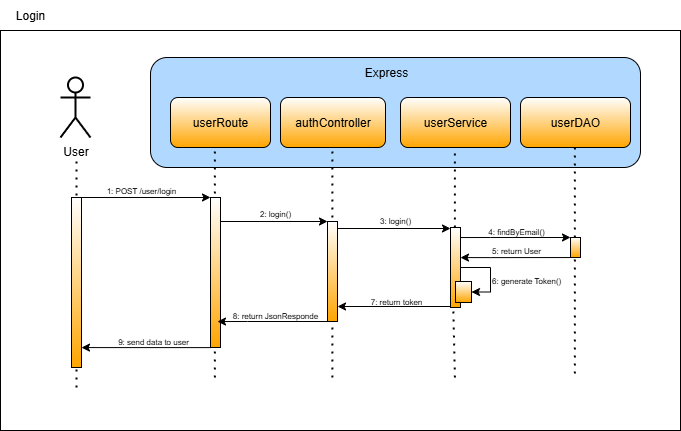 Login
Express
userRoute
authController
userService
userDAO
User
1: POST /user/login
2: login()
3: login()
4: findByEmail()
5: return User
6: generate Token()
7: return token
8: return JsonResponde
9: send data to user